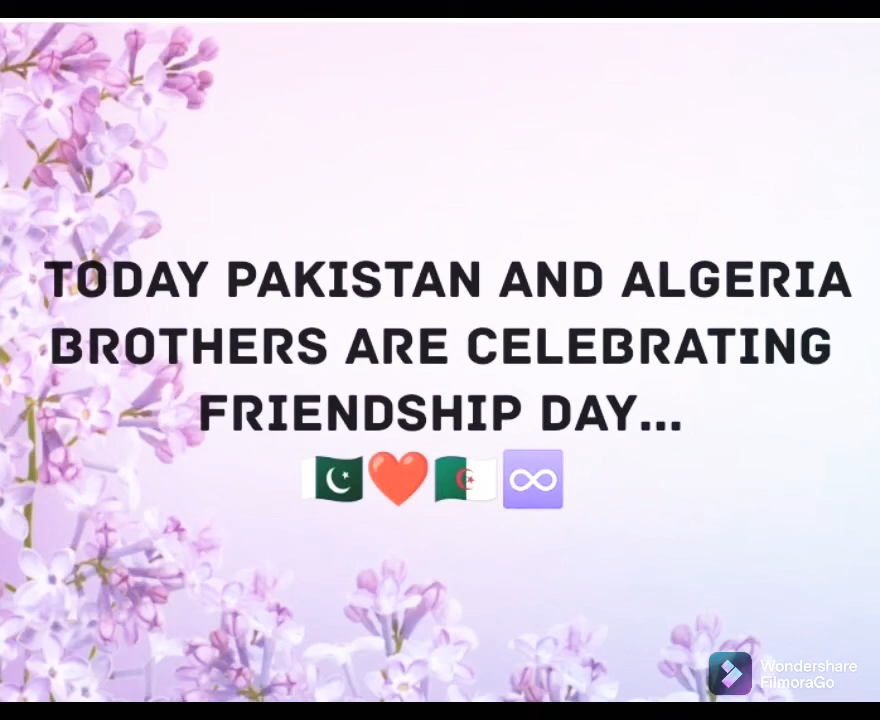 TODAY PAKISTAN AND ALGERIA
BROTHERS ARE CELEBRATING
FRIENDSHIP DAY...
🇵🇰❤️🇩🇿♾️
Wondershare
FilmoraGo